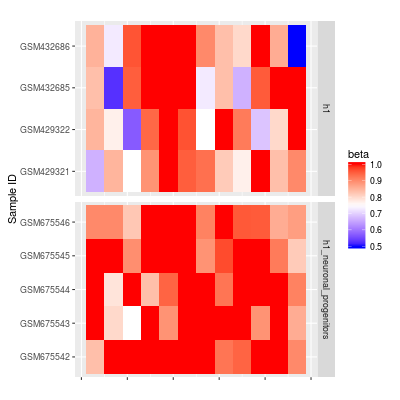 GSM432686
GSM432685
GSM429322
GSM429321
GSM675546
GSM675545
GSM675544
GSM675543
GSM675542
Sample ID
h1
h1_neuronal_progenitors
beta
1.0
0.9
0.8
0.7
0.6
0.5